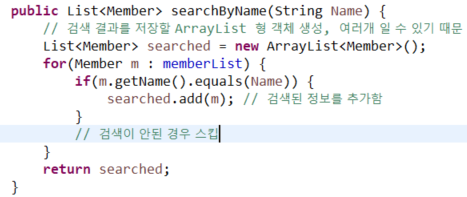 public List<Member> searchByName(String Name) {
// 검색 결과를 저장할 ArrayList 형 객체 생성, 여러개 일 수 있기 때문
List<Member> searched = new ArrayList<Member>();
for(Member m : memberList) {
if(m.getName().equals(Name)) {
searched.add(m); // 검색된 정보를 추가함
}
// 검색이 안된 경우 스킵
}
return searched;
}